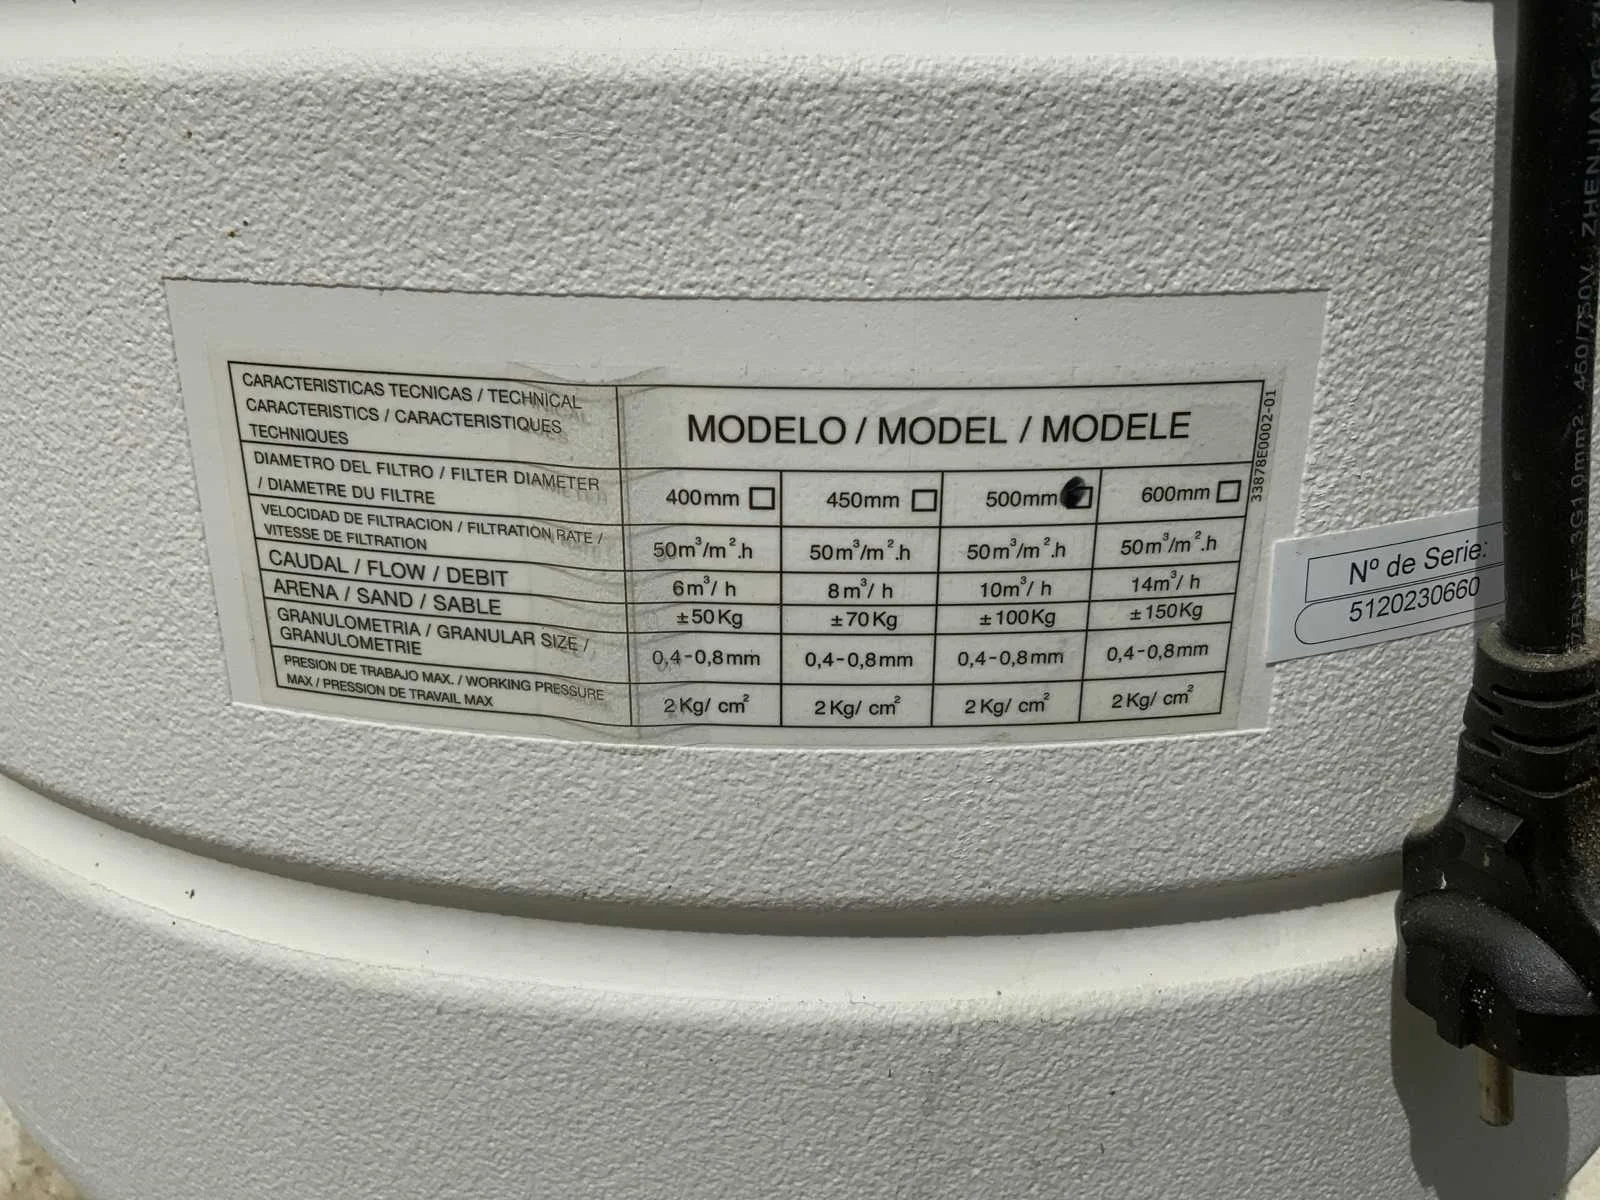 CARACTERISTICAS TECNICAS / TECHNICAL
CARACTERISTICS / CARACTERISTIQUES
TECHNIQUES
MODELO / MODEL / MODELE
DIAMETRO DEL FILTRO / FILTER DIAMETER
/ DIAMETRE DU FILTRE
400mm 450mm 500mm 600mm
VELOCIDAD DE FILTRACION / FILTRATION RATE /
VITESSE DE FILTRATION
50m³/m².h 50m³/m².h 50m³/m².h 50m³/m².h
CAUDAL / FLOW / DEBIT
6m³/ h 8m³/ h 10m³/ h 14m³/ h
ARENA / SAND / SABLE
±50Kg ±70Kg ±100Kg ±150Kg
GRANULOMETRIA / GRANULAR SIZE /
GRANULOMETRIE
0,4-0,8mm 0,4-0,8mm 0,4-0,8mm 0,4-0,8mm
PRESION DE TRABAJO MAX. / WORKING PRESSURE
MAX / PRESSION DE TRAVAIL MAX
2Kg/ cm² 2Kg/ cm² 2Kg/ cm² 2Kg/ cm²
33878E0002-01
Nº de Serie:
5120230660
3G1.0mm2 450/750V ZHENJIANG